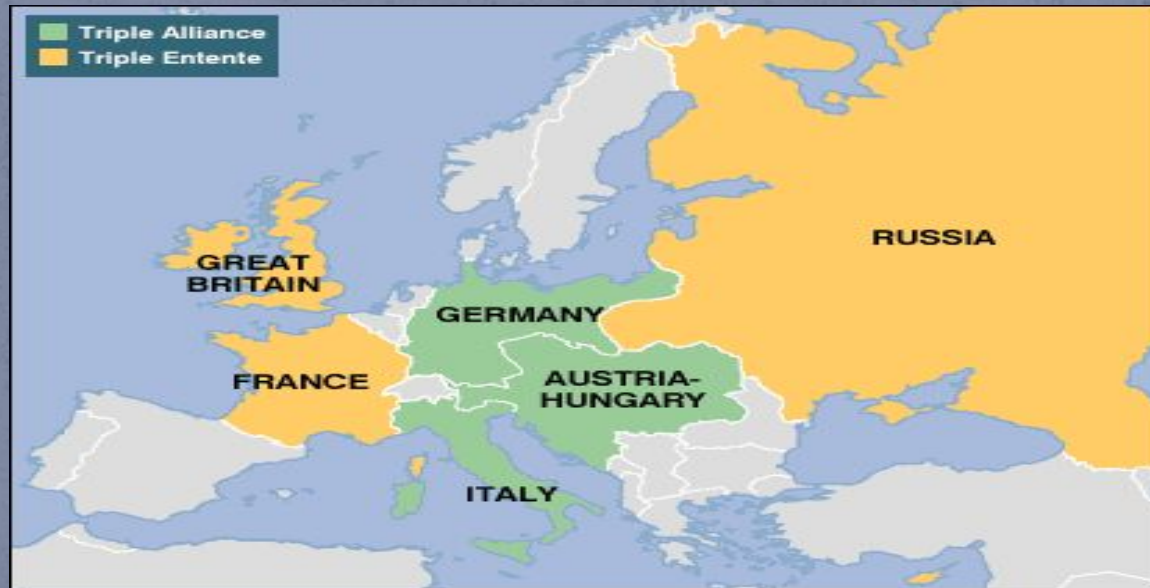 Triple Alliance
Triple Entente
RUSSIA
GREAT
BRITAIN
GERMANY
FRANCE
AUSTRIA-
HUNGARY
ITALY